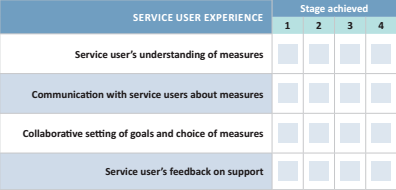 SERVICE USER EXPERIENCE
Stage achieved
1 2 3 4
Service user’s understanding of measures
Communication with service users about measures
Collaborative setting of goals and choice of measures
Service user’s feedback on support